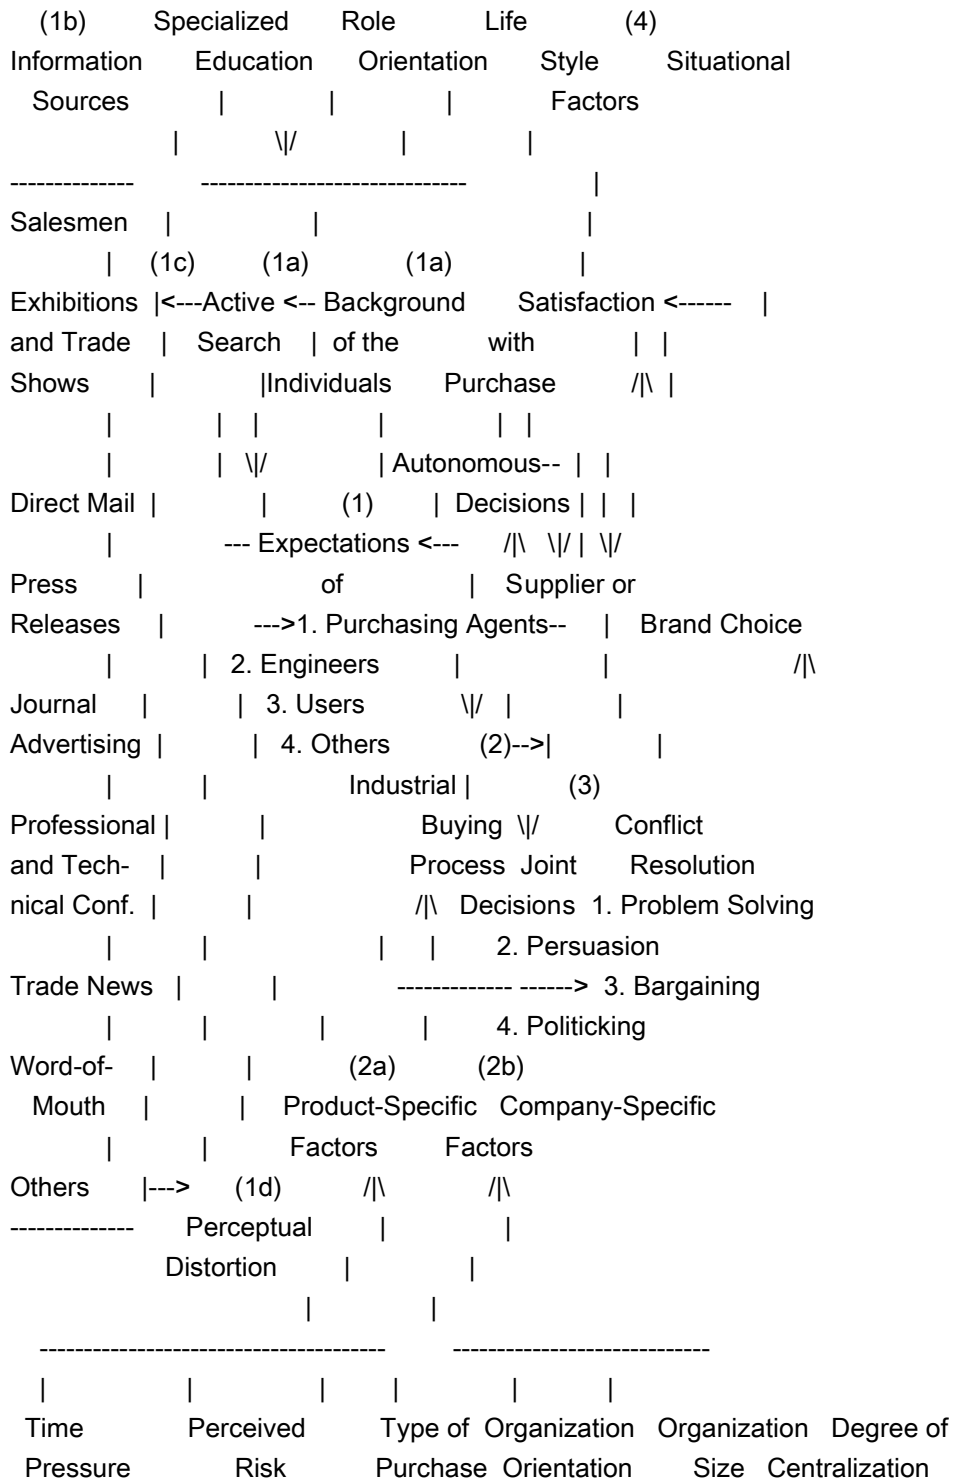 (1b) Specialized Role Life (4)
Information Education Orientation Style Situational
Sources | | | Factors
| \|/ | |
-------------- ------------------------------ |
Salesmen | | |
| (1c) (1a) (1a) |
Exhibitions |<---Active <-- Background Satisfaction <------ |
and Trade | Search | of the with | |
Shows | |Individuals Purchase /|\ |
| | | | | |
| | \|/ | Autonomous-- | |
Direct Mail | | (1) | Decisions | | |
| --- Expectations <--- /|\ \|/ | \|/
Press | of | Supplier or
Releases | --->1. Purchasing Agents-- | Brand Choice
| | 2. Engineers | | /|\
Journal | | 3. Users \|/ | |
Advertising | | 4. Others (2)-->| |
| | Industrial | (3)
Professional | | Buying \|/ Conflict
and Tech- | | Process Joint Resolution
nical Conf. | | /|\ Decisions 1. Problem Solving
| | | | 2. Persuasion
Trade News | | ------------- ------> 3. Bargaining
| | | | 4. Politicking
Word-of- | | (2a) (2b)
Mouth | | Product-Specific Company-Specific
| | Factors Factors
Others |---> (1d) /|\ /|\
-------------- Perceptual | |
Distortion | |
| |
--------------------------------------- -----------------------------
| | | | | |
Time Perceived Type of Organization Organization Degree of
Pressure Risk Purchase Orientation Size Centralization